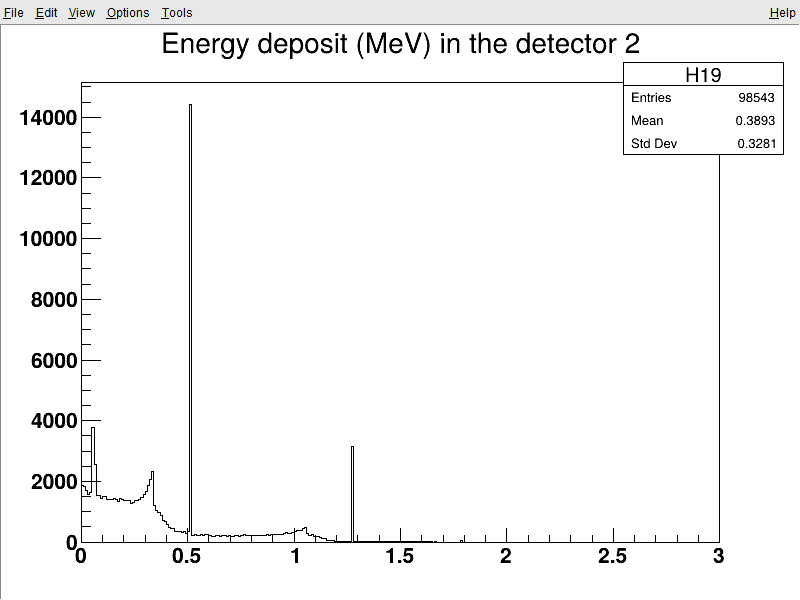 File Edit View Options Tools Help
Energy deposit (MeV) in the detector 2
H19
Entries 98543
Mean 0.3893
Std Dev 0.3281
14000
12000
10000
8000
6000
4000
2000
0
0 0.5 1 1.5 2 2.5 3